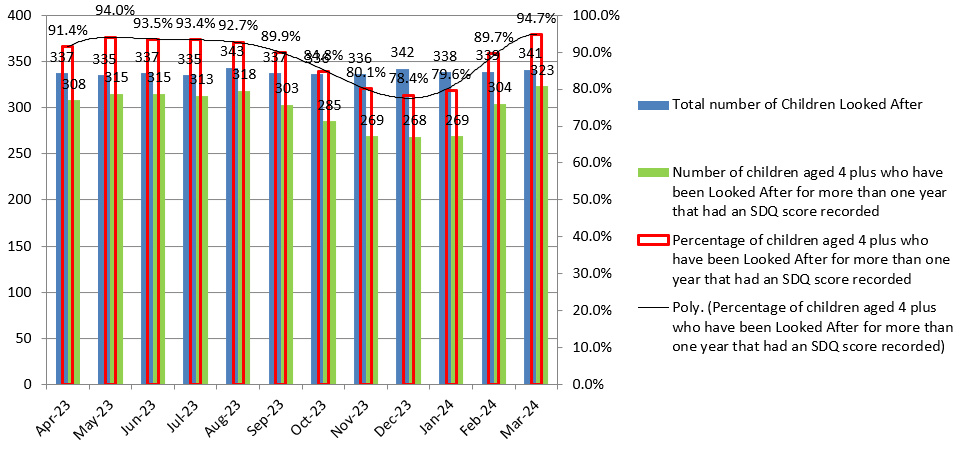 400
350
300
250
200
150
100
50
0
100.0%
90.0%
80.0%
70.0%
60.0%
50.0%
40.0%
30.0%
20.0%
10.0%
0.0%
91.4% 94.0% 93.5% 93.4% 92.7% 89.9% 84.8% 80.1% 78.4% 79.6% 89.7% 94.7%
337 335 337 335 343 337 336 336 342 338 339 341
308 315 315 313 318 303 285 269 268 269 304 323
Apr-23 May-23 Jun-23 Jul-23 Aug-23 Sep-23 Oct-23 Nov-23 Dec-23 Jan-24 Feb-24 Mar-24
Total number of Children Looked After
Number of children aged 4 plus who have
been Looked After for more than one year
that had an SDQ score recorded
Percentage of children aged 4 plus who
have been Looked After for more than one
year that had an SDQ score recorded
Poly. (Percentage of children aged 4 plus
who have been Looked After for more than
one year that had an SDQ score recorded)